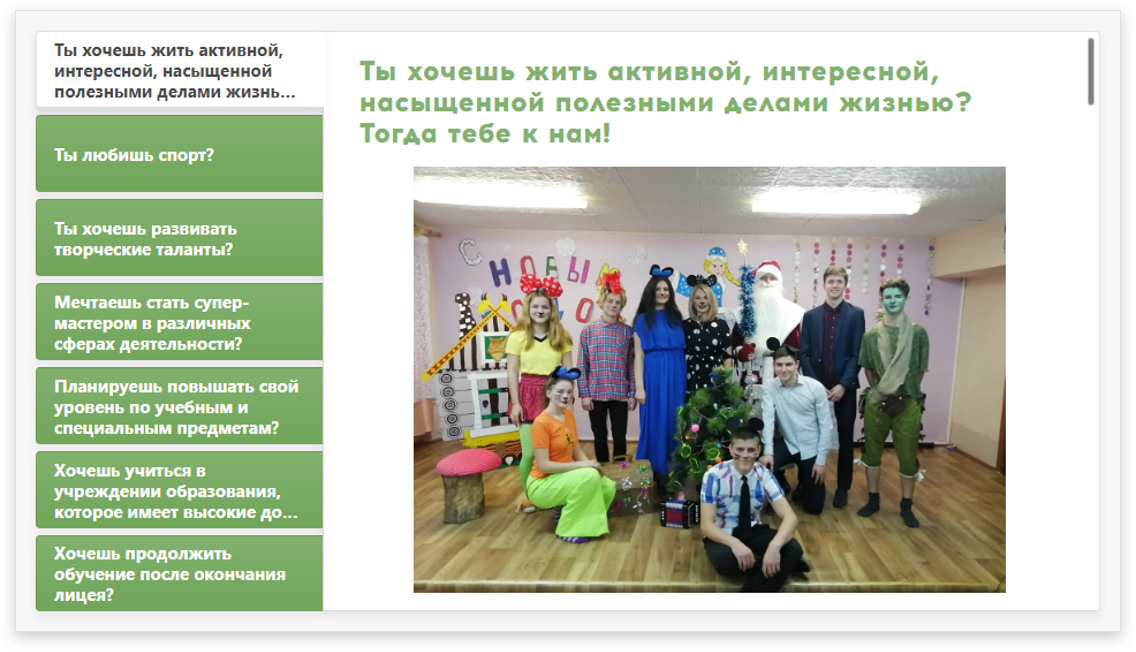 Ты хочешь жить активной,
интересной, насыщенной
полезными делами жизнь...
Ты любишь спорт?
Ты хочешь развивать
творческие таланты?
Мечтаешь стать супер-
мастером в различных
сферах деятельности?
Планируешь повышать свой
уровень по учебным и
специальным предметам?
Хочешь учиться в
учреждении образования,
которое имеет высокие до...
Хочешь продолжить
обучение после окончания
лицея?
Ты хочешь жить активной, интересной,
насыщенной полезными делами жизнью?
Тогда тебе к нам!
С
НОВЫМ